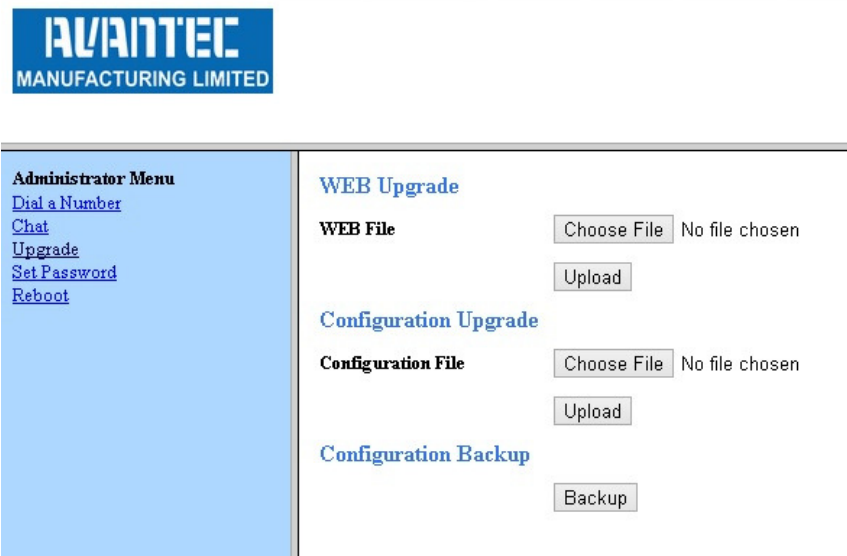 AVANTEC
MANUFACTURING LIMITED
Administrator Menu
Dial a Number
Chat
Upgrade
Set Password
Reboot
WEB Upgrade
WEB File Choose File No file chosen
Upload
Configuration Upgrade
Configuration File Choose File No file chosen
Upload
Configuration Backup
Backup